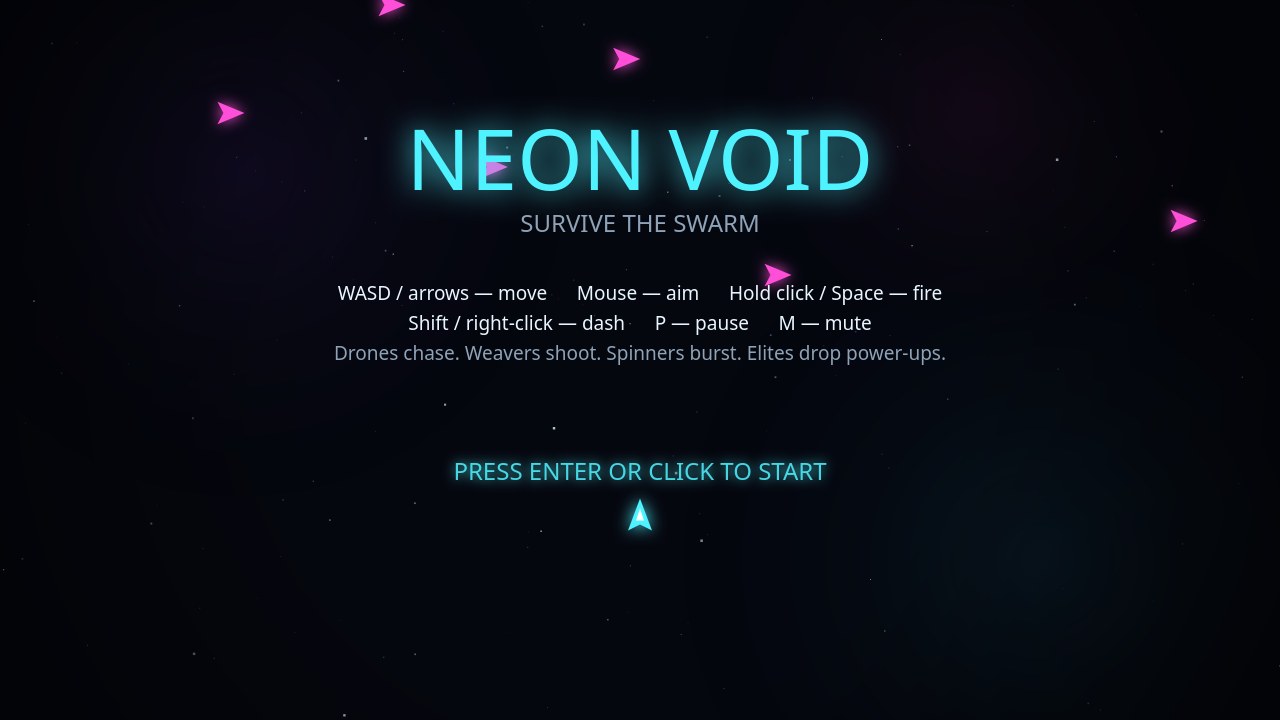 NEON VOID
SURVIVE THE SWARM
WASD / arrows — move Mouse — aim Hold click / Space — fire
Shift / right-click — dash P — pause M — mute
Drones chase. Weavers shoot. Spinners burst. Elites drop power-ups.
PRESS ENTER OR CLICK TO START